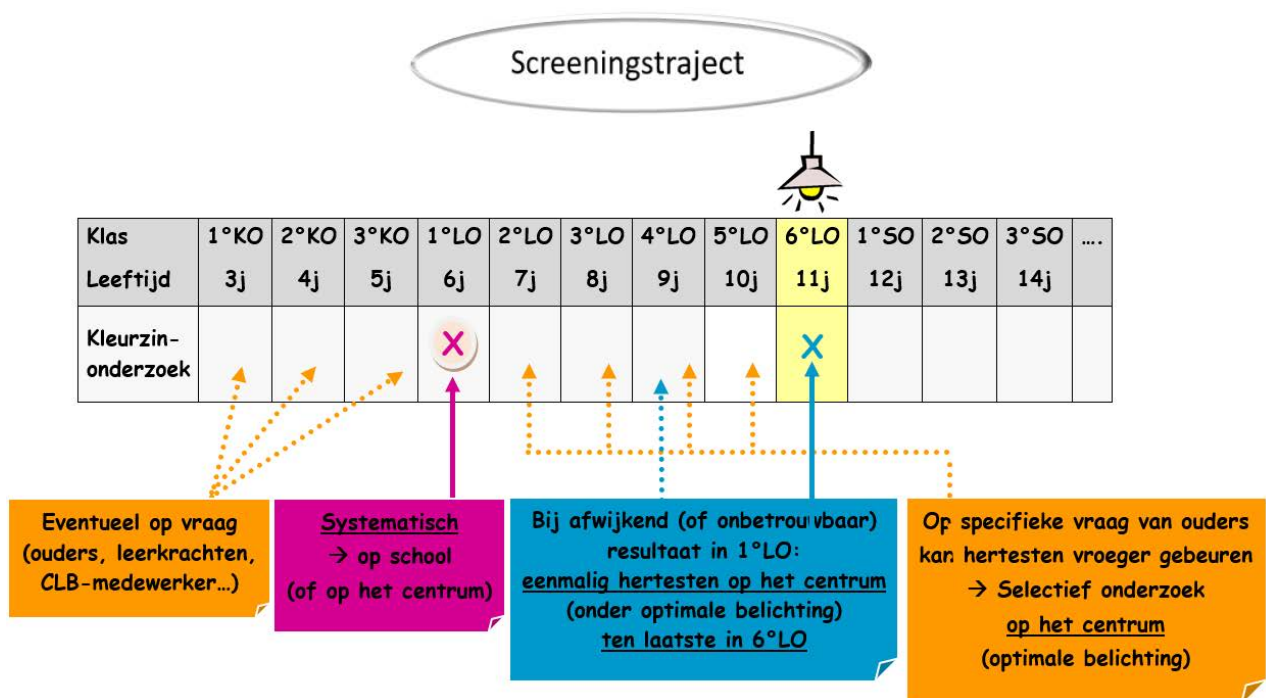 Screeningstraject
Klas 1°KO 2°KO 3°KO 1°LO 2°LO 3°LO 4°LO 5°LO 6°LO 1°SO 2°SO 3°SO ….
Leeftijd 3j 4j 5j 6j 7j 8j 9j 10j 11j 12j 13j 14j
Kleurzin-
onderzoek X X
Eventueel op vraag
(ouders, leerkrachten,
CLB-medewerker…)
Systematisch
→ op school
(of op het centrum)
Bij afwijkend (of onbetrouwbaar)
resultaat in 1°LO:
eenmalig hertesten op het centrum
(onder optimale belichting)
ten laatste in 6°LO
Op specifieke vraag van ouders
kan hertesten vroeger gebeuren
→ Selectief onderzoek
op het centrum
(optimale belichting)